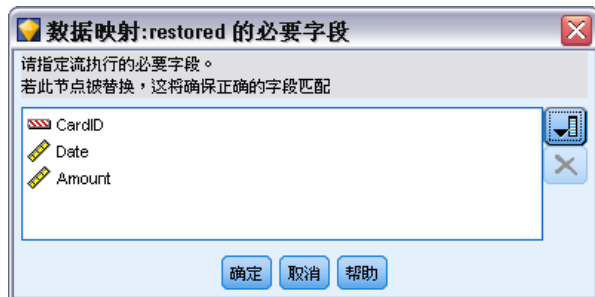 数据映射:restored 的必要字段
请指定流执行的必要字段。
若此节点被替换，这将确保正确的字段匹配
CardID
Date
Amount
确定 取消 帮助